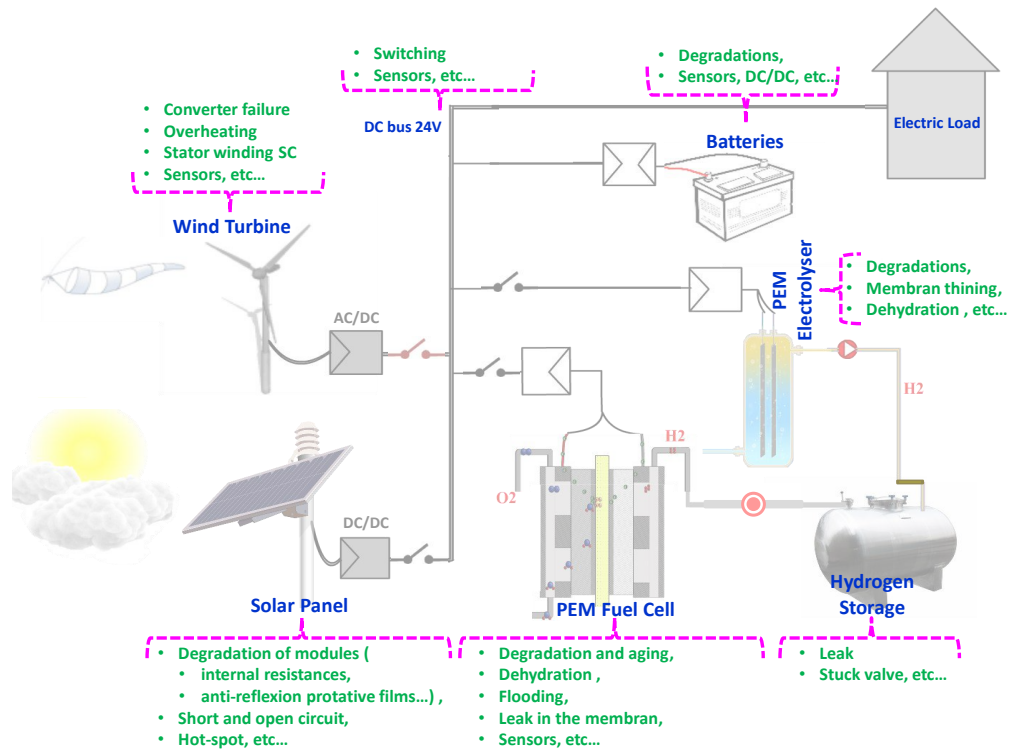 • Switching
• Sensors, etc...
• Degradations,
• Sensors, DC/DC, etc...
• Converter failure
• Overheating
• Stator winding SC
• Sensors, etc...
DC bus 24V
Electric Load
Batteries
Wind Turbine
PEM
Electrolyser
• Degradations,
• Membran thining,
• Dehydration , etc...
AC/DC
H2
H2
O2
DC/DC
Hydrogen
Storage
Solar Panel
PEM Fuel Cell
• Degradation of modules (
• internal resistances,
• anti-reflexion protative films...) ,
• Short and open circuit,
• Hot-spot, etc...
• Degradation and aging,
• Dehydration ,
• Flooding,
• Leak in the membran,
• Sensors, etc...
• Leak
• Stuck valve, etc...